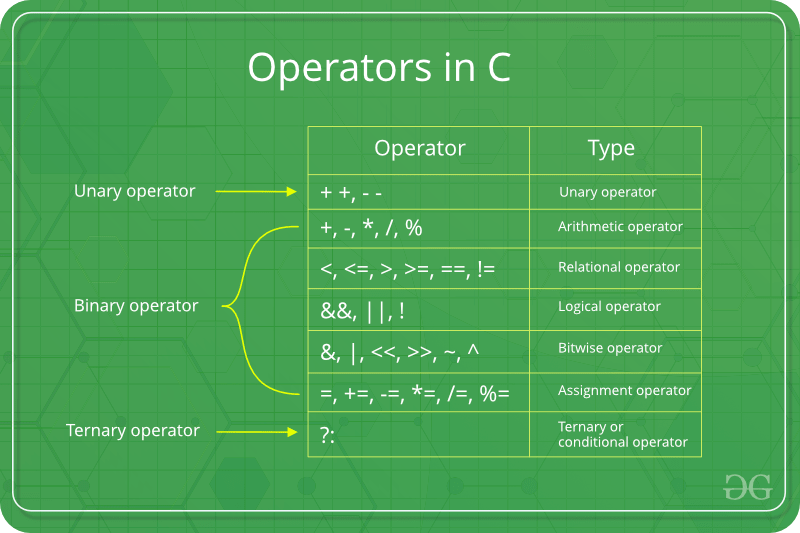 Operators in C
Operator Type
Unary operator + +, - - Unary operator
+, -, *, /, % Arithmetic operator
<, <=, >, >=, ==, != Relational operator
Binary operator &&, ||, ! Logical operator
&, |, <<, >>, ~, ^ Bitwise operator
=, +=, -=, *=, /=, %= Assignment operator
Ternary operator ?: Ternary or
conditional operator